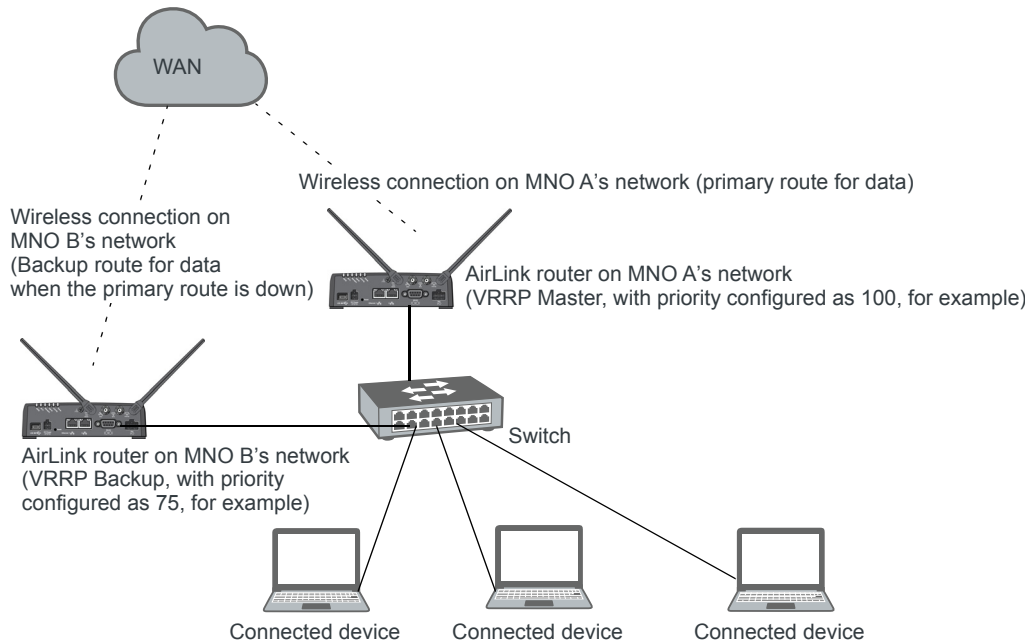 WAN
Wireless connection on MNO A's network (primary route for data)
Wireless connection on
MNO B's network
(Backup route for data
when the primary route is down)
AirLink router on MNO A's network
(VRRP Master, with priority configured as 100, for example)
Switch
AirLink router on MNO B's network
(VRRP Backup, with priority
configured as 75, for example)
Connected device
Connected device
Connected device